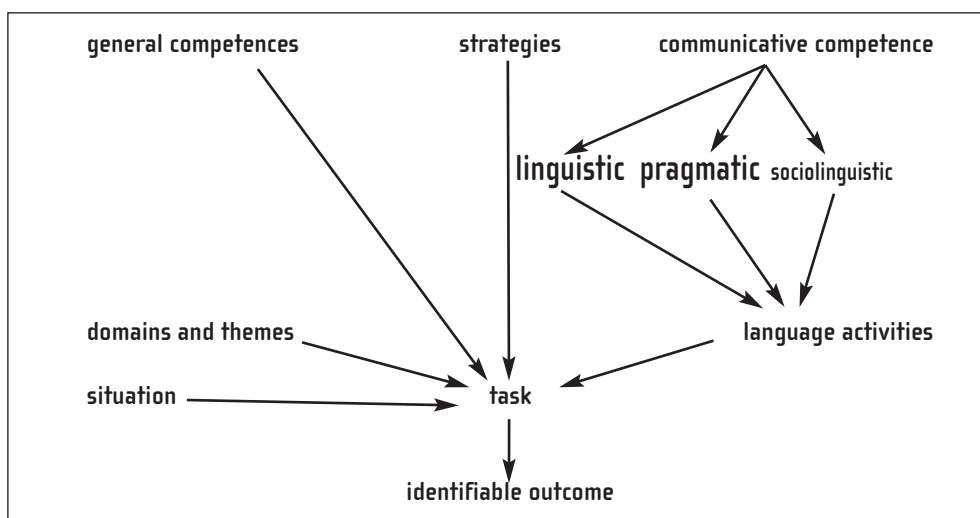 general competences strategies communicative competence
linguistic pragmatic sociolinguistic
domains and themes language activities
situation task
identifiable outcome